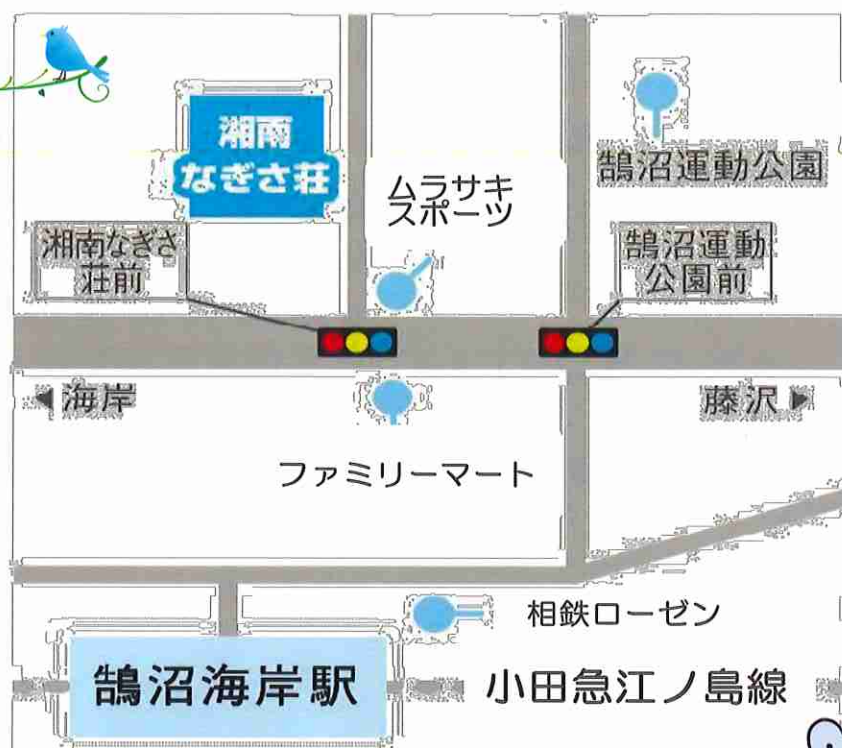 湘南
なぎさ荘
鵠沼運動公園
ムラサキ
スポーツ
湘南なぎさ
荘前
鵠沼運動
公園前
◀海岸
藤沢▶
ファミリーマート
相鉄ローゼン
鵠沼海岸駅
小田急江ノ島線